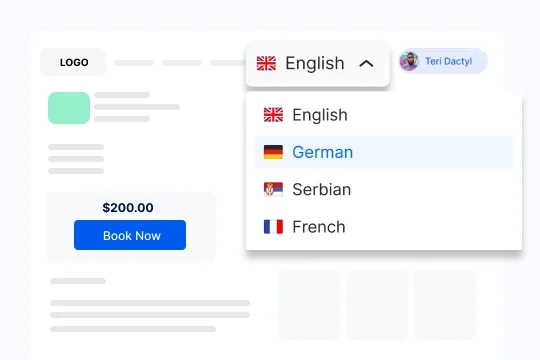 LOGO
English
Teri Dactyl
English
German
Serbian
French
$200.00
Book Now